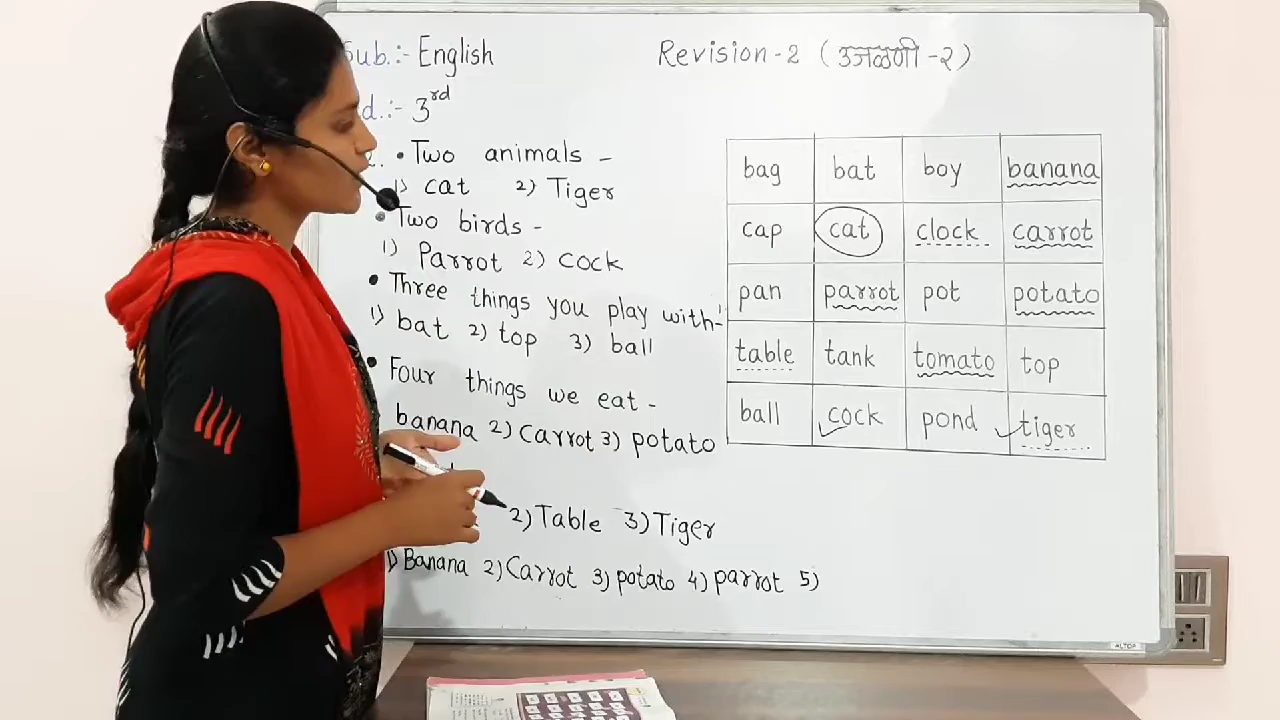 Sub.:- English
Revision-2 (उजळणी-२)
d.:- 3rd
2. • Two animals -
1) cat 2) Tiger
• Two birds -
1) Parrot 2) cock
• Three things you play with-
1) bat 2) top 3) ball
• Four things we eat -
banana 2) carrot 3) potato
2) Table 3) Tiger
1) Banana 2) Carrot 3) potato 4) parrot 5)
bag bat boy banana
cap cat clock carrot
pan parrot pot potato
table tank tomato top
ball cock pond tiger
ALTOP